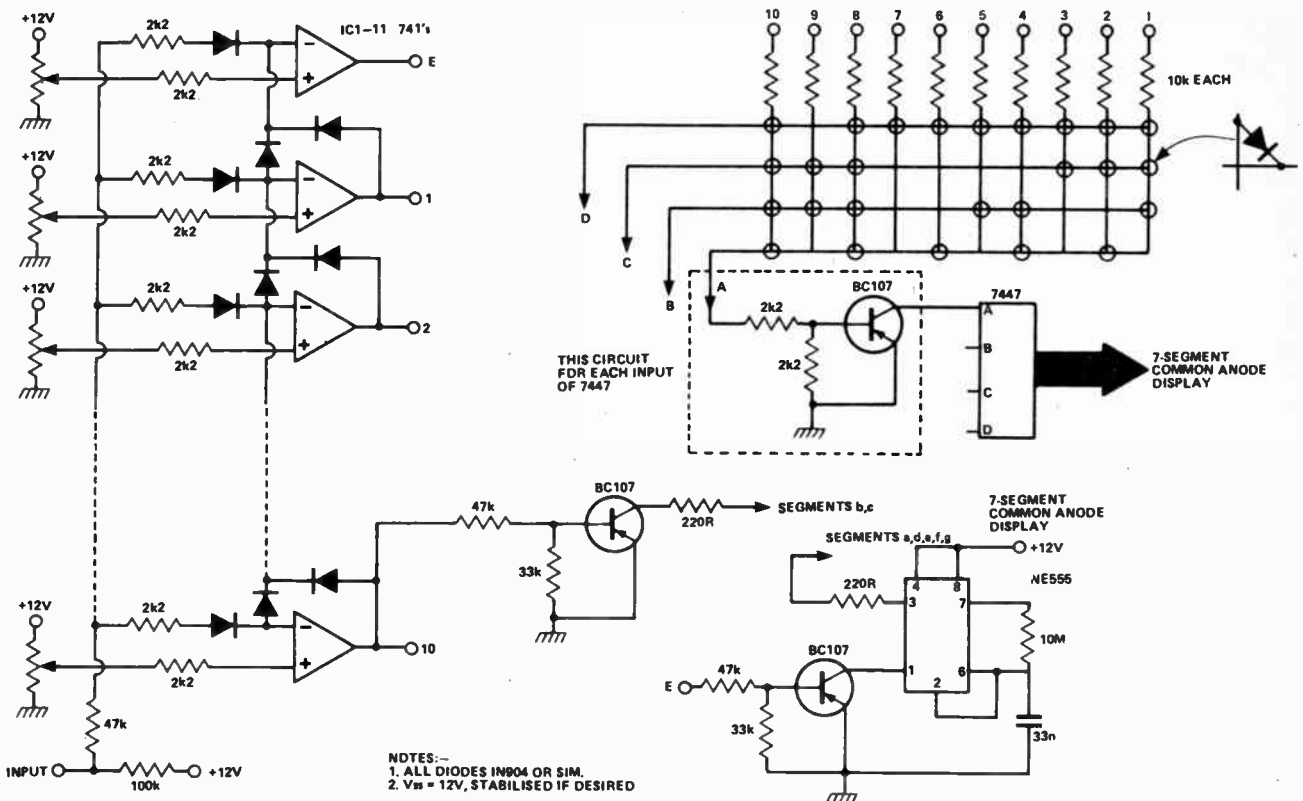 +12V
2k2
IC1-11 741's
E
2k2
+12V
2k2
1
2k2
+12V
2k2
2
2k2
10 9 8 7 6 5 4 3 2 1
10k EACH
D
C
B
A
2k2
BC107
2k2
THIS CIRCUIT
FDR EACH INPUT
OF 7447
7447
A
B
C
D
7-SEGMENT
COMMON ANODE
DISPLAY
47k
BC107
220R
SEGMENTS b,c
33k
+12V
2k2
10
2k2
47k
INPUT
100k
+12V
7-SEGMENT
COMMON ANODE
DISPLAY
+12V
SEGMENTS a,d,e,f,g
NE555
220R
4 8
3
7
10M
1
6
2
33n
E
47k
BC107
33k
NDTES:–
1. ALL DIODES IN904 OR SIM.
2. Vss = 12V, STABILISED IF DESIRED